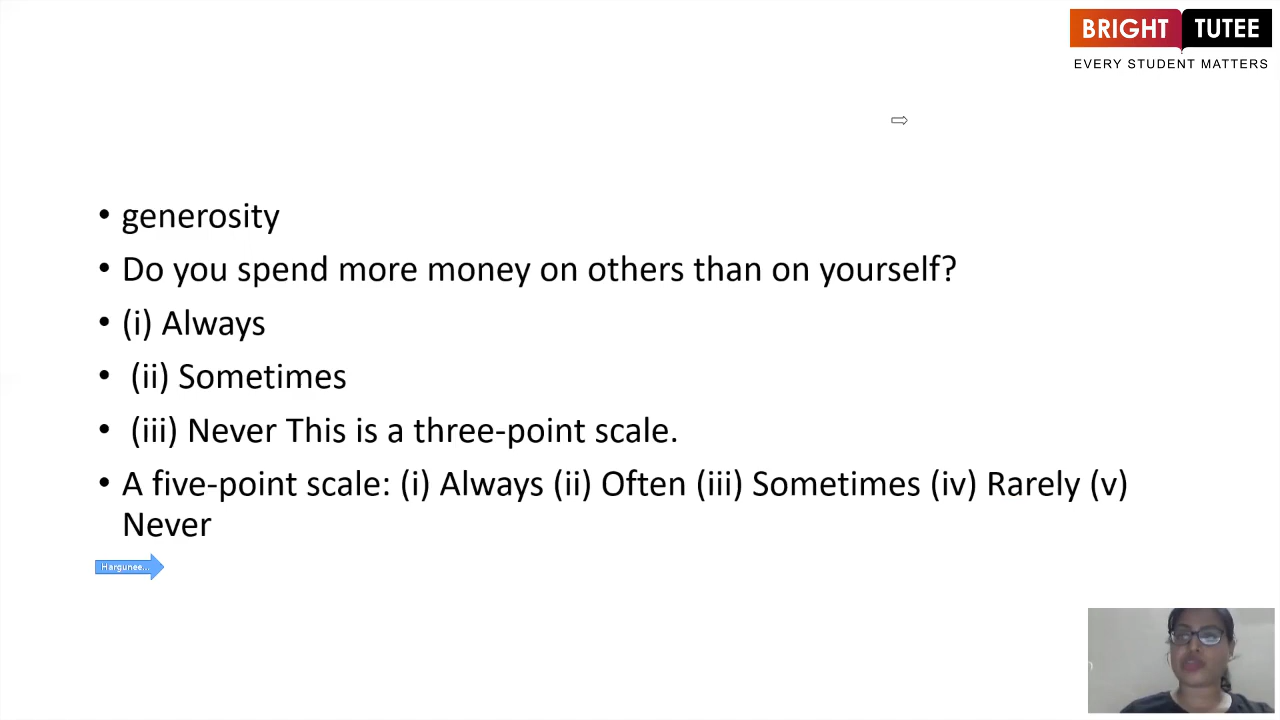 BRIGHT TUTEE
EVERY STUDENT MATTERS
• generosity
• Do you spend more money on others than on yourself?
• (i) Always
• (ii) Sometimes
• (iii) Never This is a three-point scale.
• A five-point scale: (i) Always (ii) Often (iii) Sometimes (iv) Rarely (v)
Never
Hargunee...